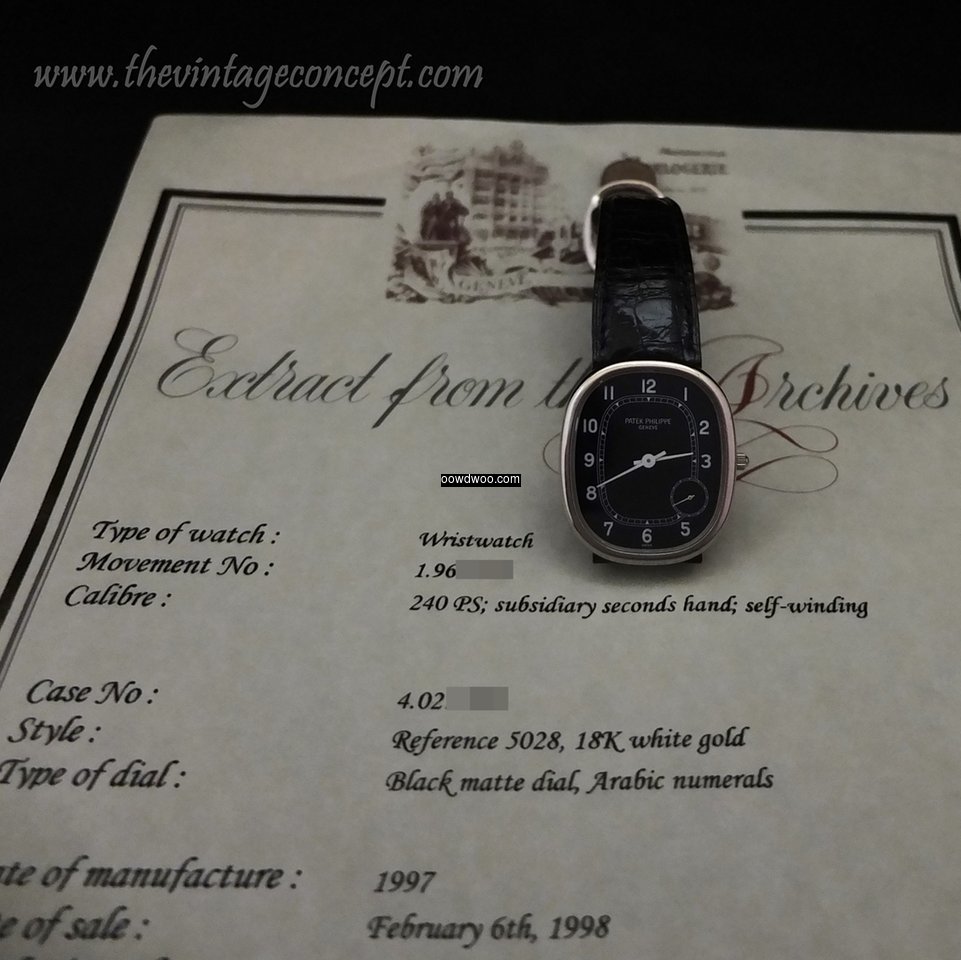 www.thevintageconcept.com
GENÈVE
Extract from Archives
12
11 1
10 2
PATEK PHILIPPE
GENEVE
9 3
8
7 6 5
oowdwoo.com
Type of watch : Wristwatch
Movement No : 1.96
Calibre : 240 PS; subsidiary seconds hand; self-winding
Case No : 4.02
Style : Reference 5028, 18K white gold
Type of dial : Black matte dial, Arabic numerals
of manufacture : 1997
of sale : February 6th, 1998